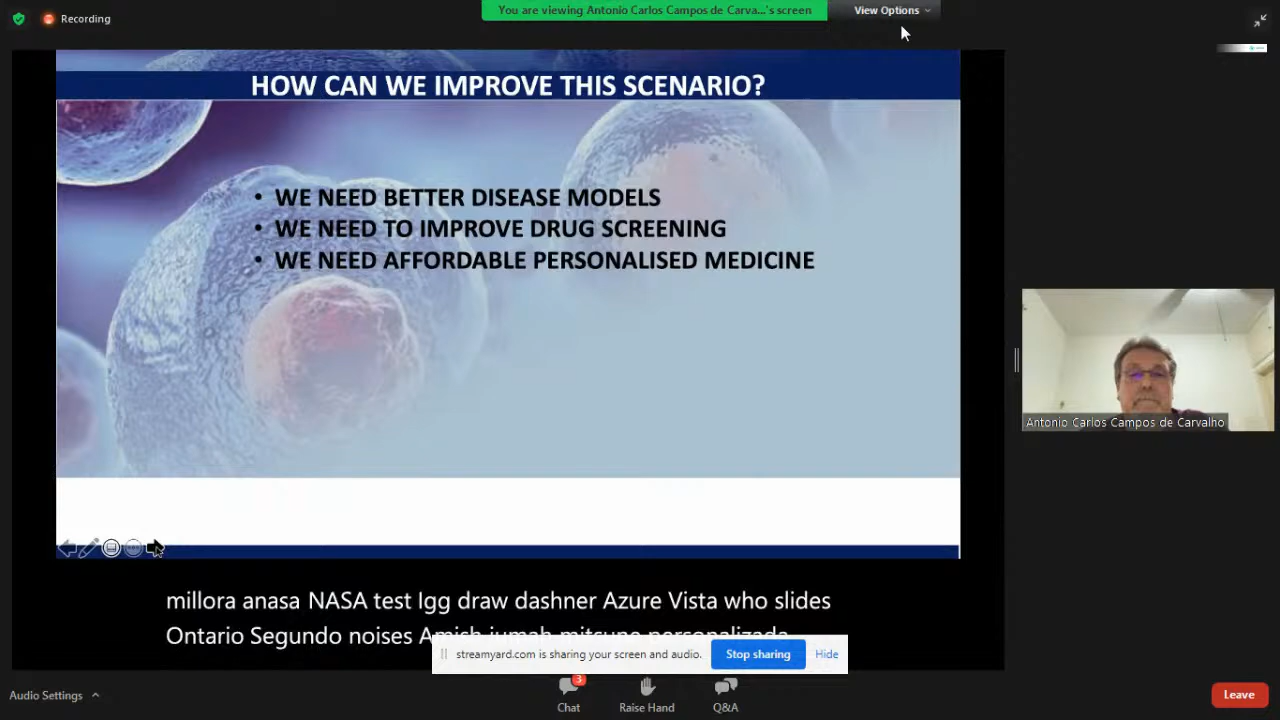 Recording
You are viewing Antonio Carlos Campos de Carva...'s screen
View Options
HOW CAN WE IMPROVE THIS SCENARIO?
• WE NEED BETTER DISEASE MODELS
• WE NEED TO IMPROVE DRUG SCREENING
• WE NEED AFFORDABLE PERSONALISED MEDICINE
Antonio Carlos Campos de Carvalho
millora anasa NASA test Igg draw dashner Azure Vista who slides
Ontario Segundo noises Amish jumah mitsune personalizada
streamyard.com is sharing your screen and audio.
Stop sharing
Hide
Audio Settings
3
Chat
Raise Hand
Q&A
Leave